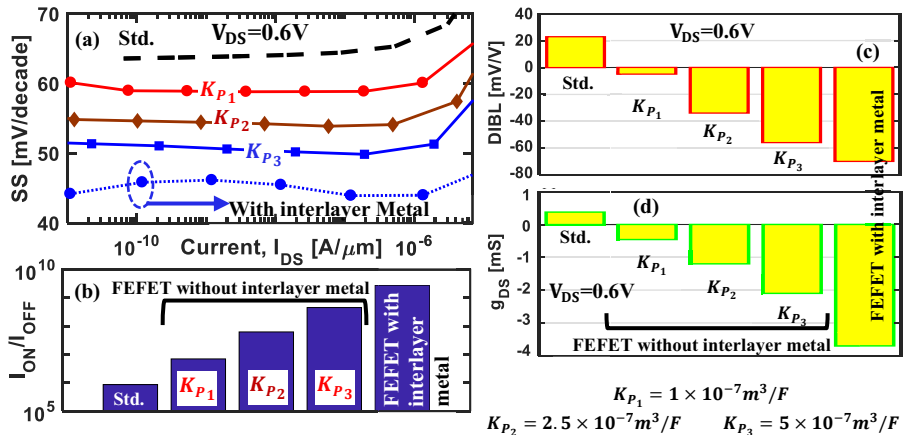 70
60
50
40
SS [mV/decade]
(a)
Std.
V_DS=0.6V
K_P1
K_P2
K_P3
With interlayer Metal
10^-10
10^-6
Current, I_DS [A/μm]
10^10
10^5
I_ON/I_OFF
(b)
FEFET without interlayer metal
Std.
K_P1
K_P2
K_P3
FEFET with
interlayer
metal
40
20
0
-20
-40
-60
-80
DIBL [mV/V]
V_DS=0.6V
(c)
Std.
K_P1
K_P2
K_P3
FEFET with interlayer metal
1
0
-1
-2
-3
-4
g_DS [mS]
(d)
Std.
K_P1
K_P2
K_P3
V_DS=0.6V
FEFET without interlayer metal
K_P1 = 1 × 10^-7 m^3/F
K_P2 = 2.5 × 10^-7 m^3/F K_P3 = 5 × 10^-7 m^3/F